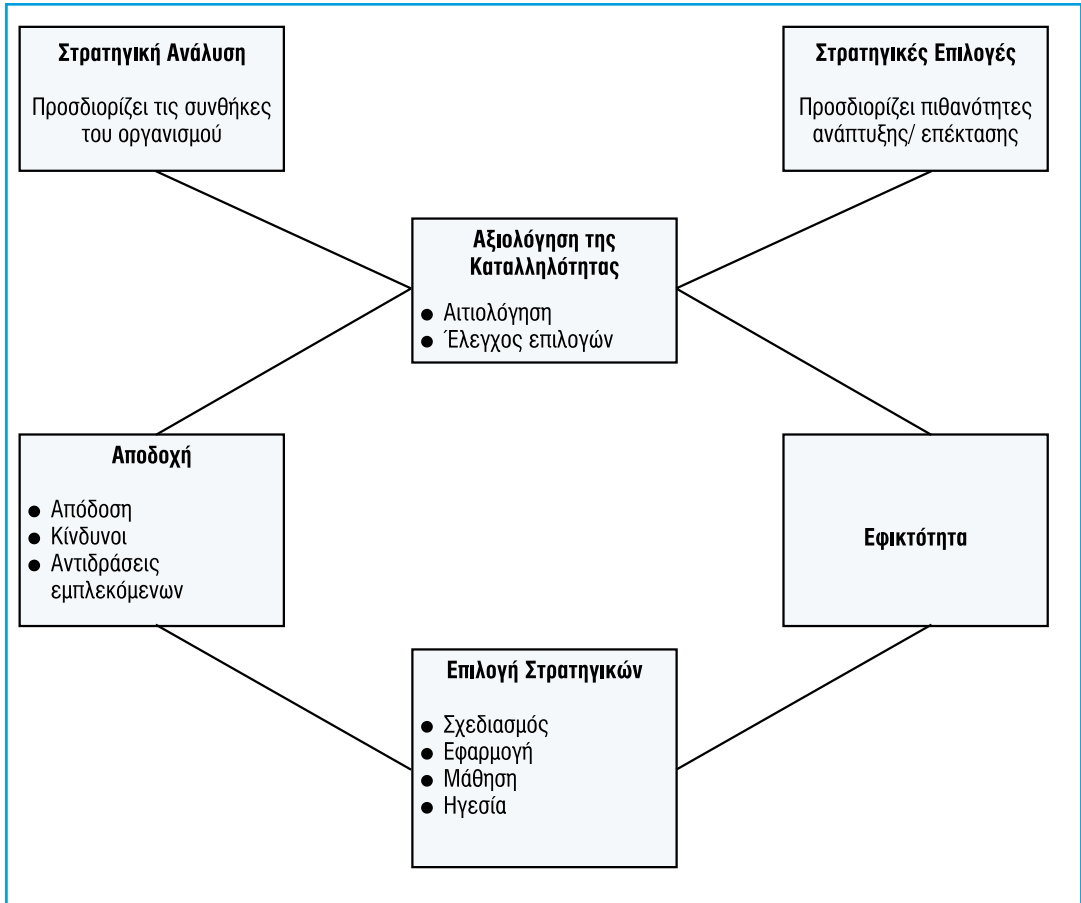 Στρατηγική Ανάλυση
Προσδιορίζει τις συνθήκες
του οργανισμού
Στρατηγικές Επιλογές
Προσδιορίζει πιθανότητες
ανάπτυξης/ επέκτασης
Αξιολόγηση της
Καταλληλότητας
● Αιτιολόγηση
● Έλεγχος επιλογών
Αποδοχή
● Απόδοση
● Κίνδυνοι
● Αντιδράσεις
εμπλεκόμενων
Εφικτότητα
Επιλογή Στρατηγικών
● Σχεδιασμός
● Εφαρμογή
● Μάθηση
● Ηγεσία